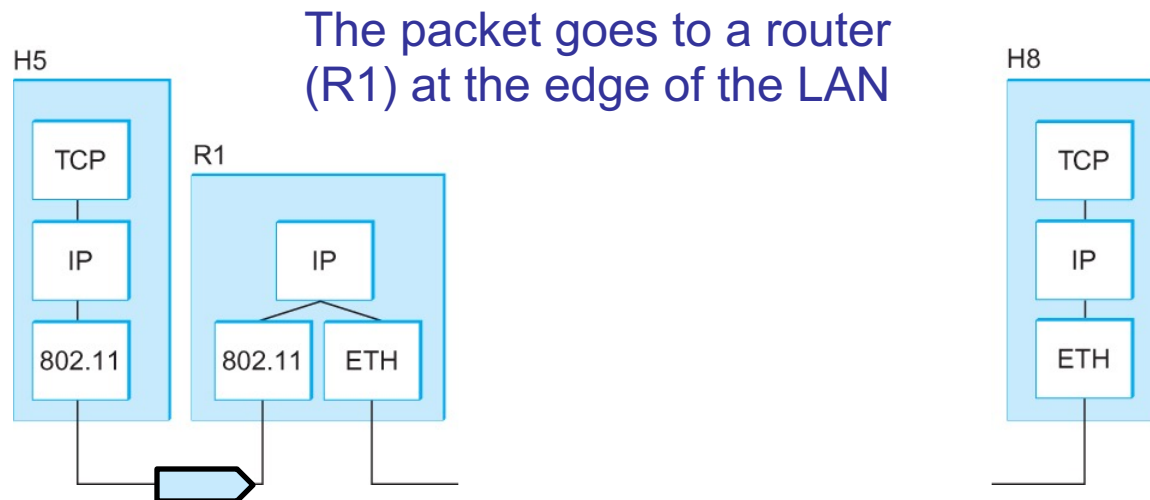 The packet goes to a router
(R1) at the edge of the LAN
H5
TCP
IP
802.11
R1
IP
802.11
ETH
H8
TCP
IP
ETH